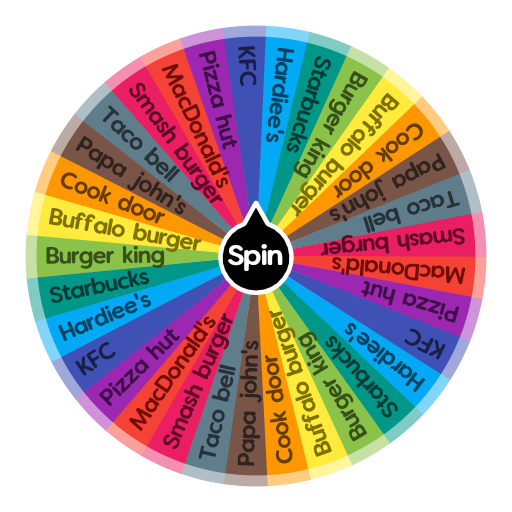 KFC
Hardiee's
Starbucks
Burger king
Buffalo burger
Cook door
Papa john's
Taco bell
Smash burger
MacDonald's
Pizza hut
KFC
Hardiee's
Starbucks
Burger king
Buffalo burger
Cook door
Papa john's
Taco bell
Smash burger
MacDonald's
Pizza hut
KFC
Hardiee's
Starbucks
Burger king
Buffalo burger
Cook door
Papa john's
Taco bell
Smash burger
MacDonald's
Pizza hut
Spin